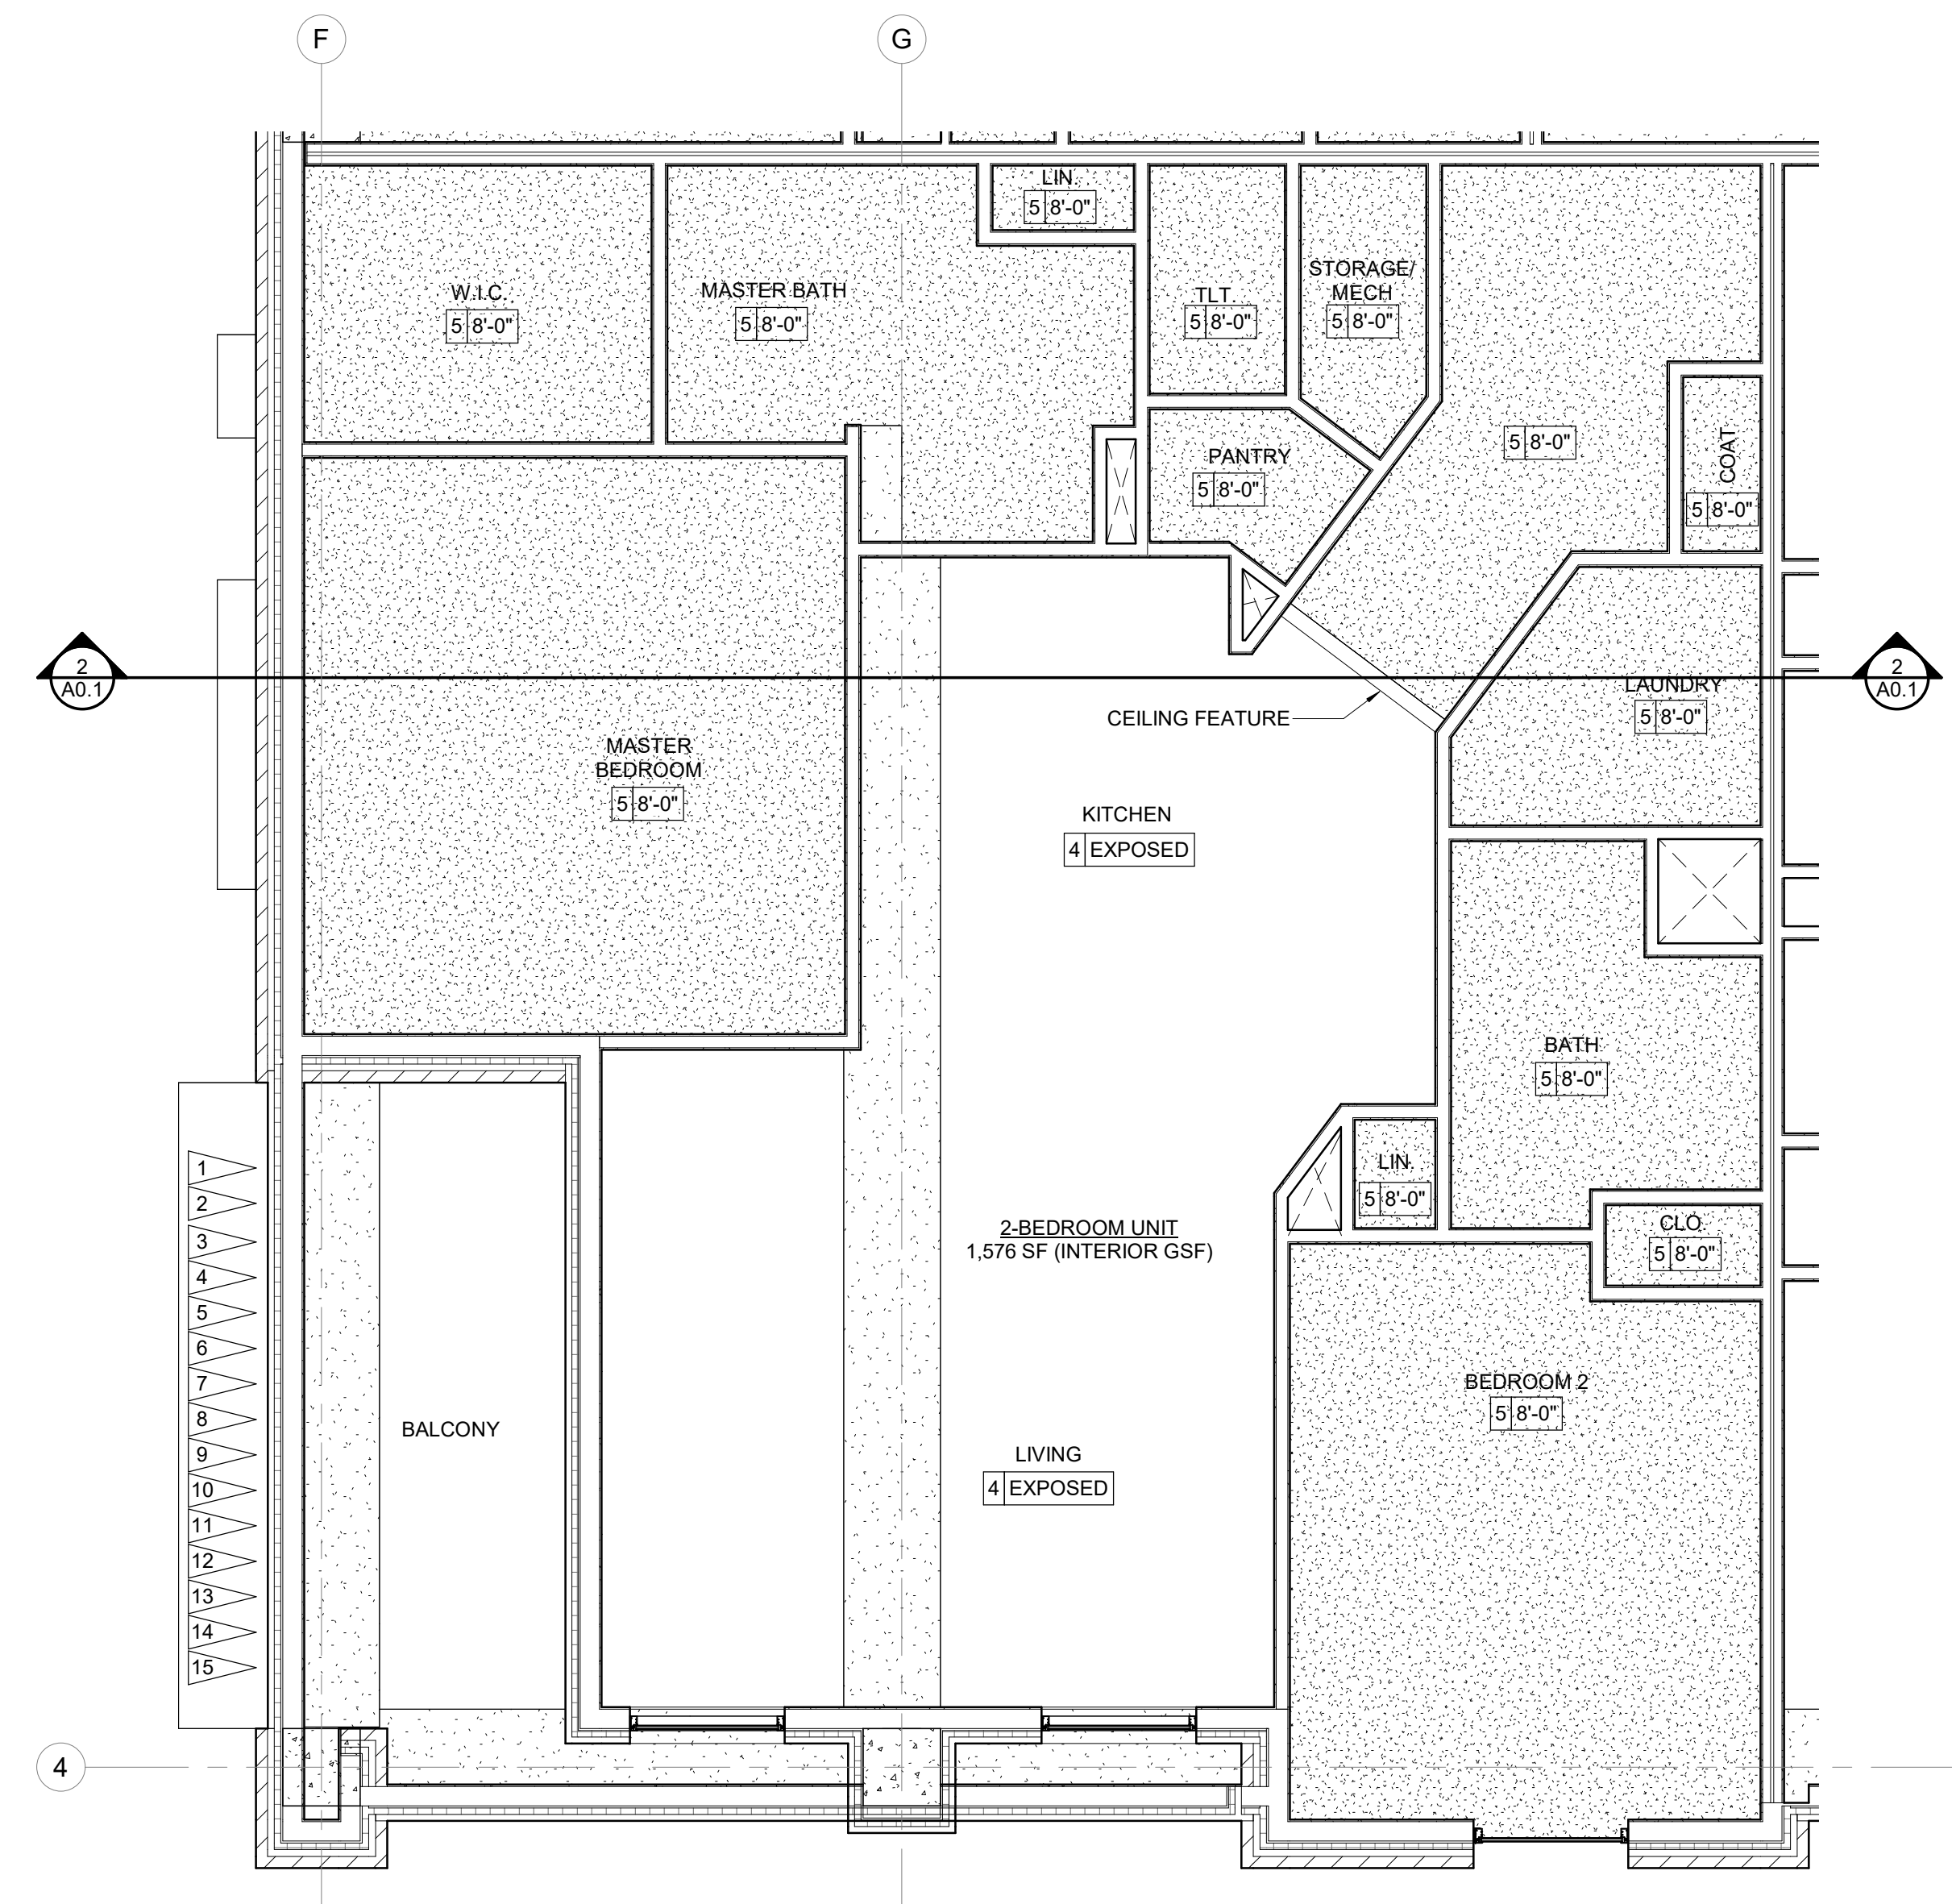 F
G
LIN.
5 8'-0"
W.I.C.
5 8'-0"
MASTER BATH
5 8'-0"
TLT.
5 8'-0"
STORAGE/
MECH
5 8'-0"
PANTRY
5 8'-0"
5 8'-0"
COAT
5 8'-0"
2
A0.1
2
A0.1
LAUNDRY
5 8'-0"
CEILING FEATURE
MASTER
BEDROOM
5 8'-0"
KITCHEN
4 EXPOSED
BATH
5 8'-0"
LIN.
5 8'-0"
2-BEDROOM UNIT
1,576 SF (INTERIOR GSF)
CLO.
5 8'-0"
1
2
3
4
5
6
7
8
9
10
11
12
13
14
15
BEDROOM 2
5 8'-0"
BALCONY
LIVING
4 EXPOSED
4